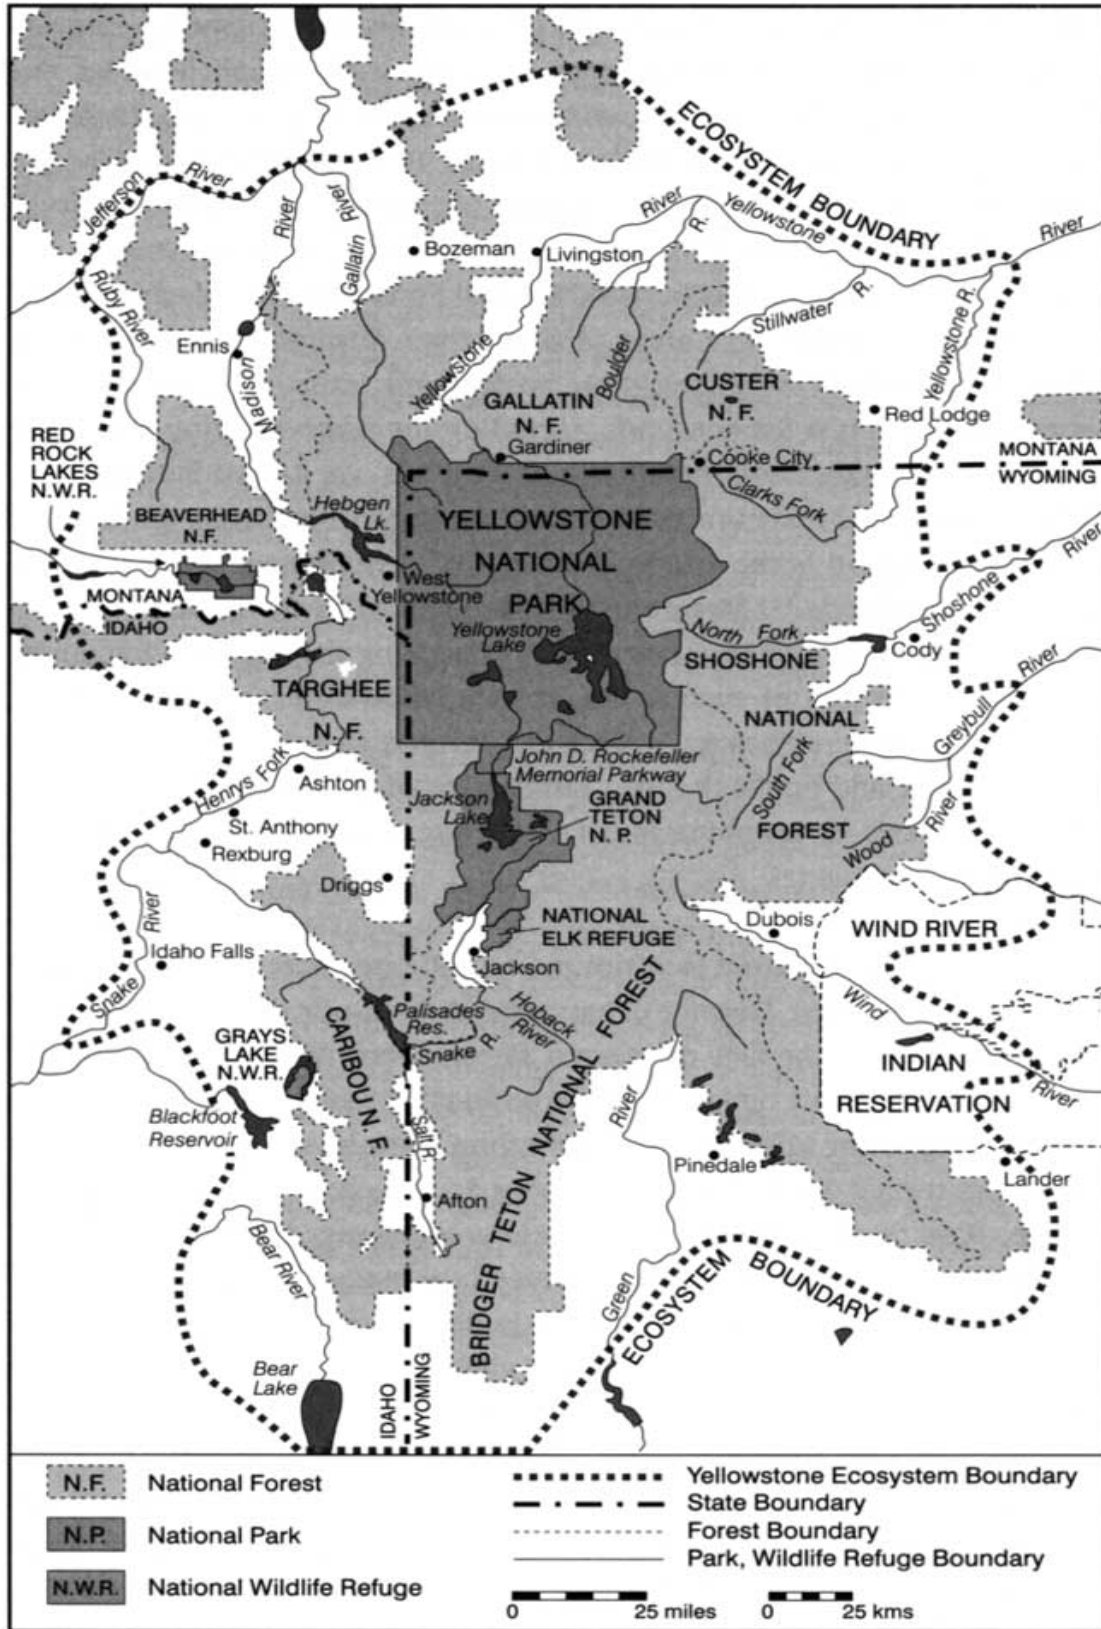 ECOSYSTEM BOUNDARY
Jefferson
River
River
Gallatin
River
Madison
Ruby River
Bozeman
Livingston
River
Yellowstone
River
R.
Boulder
Stillwater
R.
Yellowstone R.
Ennis
Yellowstone
GALLATIN
N. F.
Gardiner
CUSTER
N. F.
Red Lodge
Cooke City
Clarks Fork
MONTANA
WYOMING
RED
ROCK
LAKES
N.W.R.
BEAVERHEAD
N.F.
Hebgen
Lk.
YELLOWSTONE
NATIONAL
PARK
West
Yellowstone
Yellowstone
Lake
MONTANA
IDAHO
North Fork
Shoshone
River
Cody
SHOSHONE
NATIONAL
FOREST
South Fork
Greybull
River
Wood
River
TARGHEE
N. F.
Henrys Fork
Ashton
St. Anthony
Rexburg
Driggs
John D. Rockefeller
Memorial Parkway
Jackson
Lake
GRAND
TETON
N. P.
NATIONAL
ELK REFUGE
Jackson
Dubois
WIND RIVER
INDIAN
RESERVATION
Wind
River
Snake
River
Idaho Falls
GRAYS
LAKE
N.W.R.
Blackfoot
Reservoir
CARIBOU N. F.
Palisades
Res.
Snake
R.
Hoback
River
BRIDGER TETON NATIONAL FOREST
Salt R.
Afton
River
Green
Pinedale
Lander
Bear River
Bear
Lake
IDAHO
WYOMING
ECOSYSTEM BOUNDARY
N.F. National Forest
N.P. National Park
N.W.R. National Wildlife Refuge
Yellowstone Ecosystem Boundary
State Boundary
Forest Boundary
Park, Wildlife Refuge Boundary
0 25 miles 0 25 kms